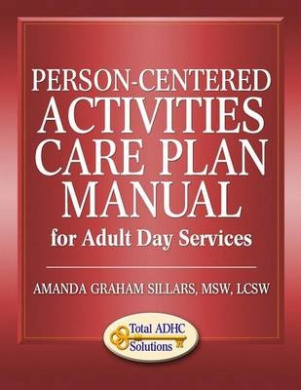 PERSON-CENTERED
ACTIVITIES
CARE PLAN
MANUAL
for Adult Day Services
AMANDA GRAHAM SILLARS, MSW, LCSW
Total ADHC
Solutions